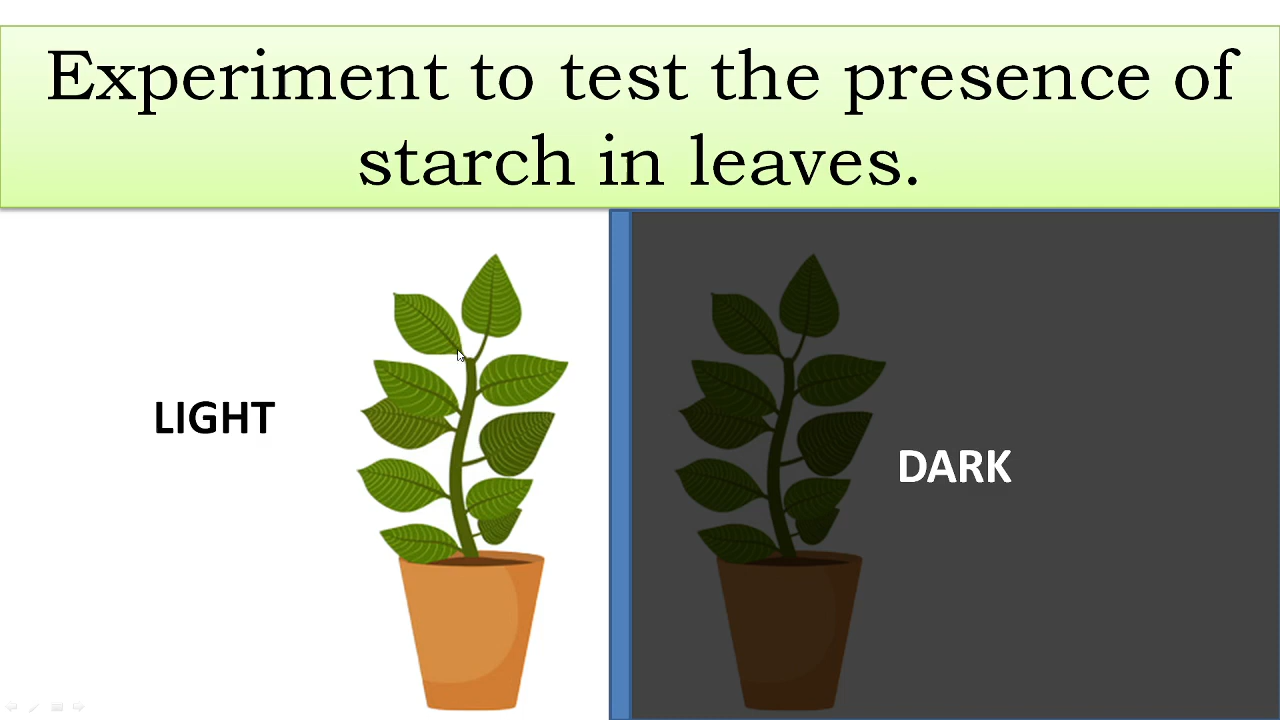 Experiment to test the presence of
starch in leaves.
LIGHT
DARK